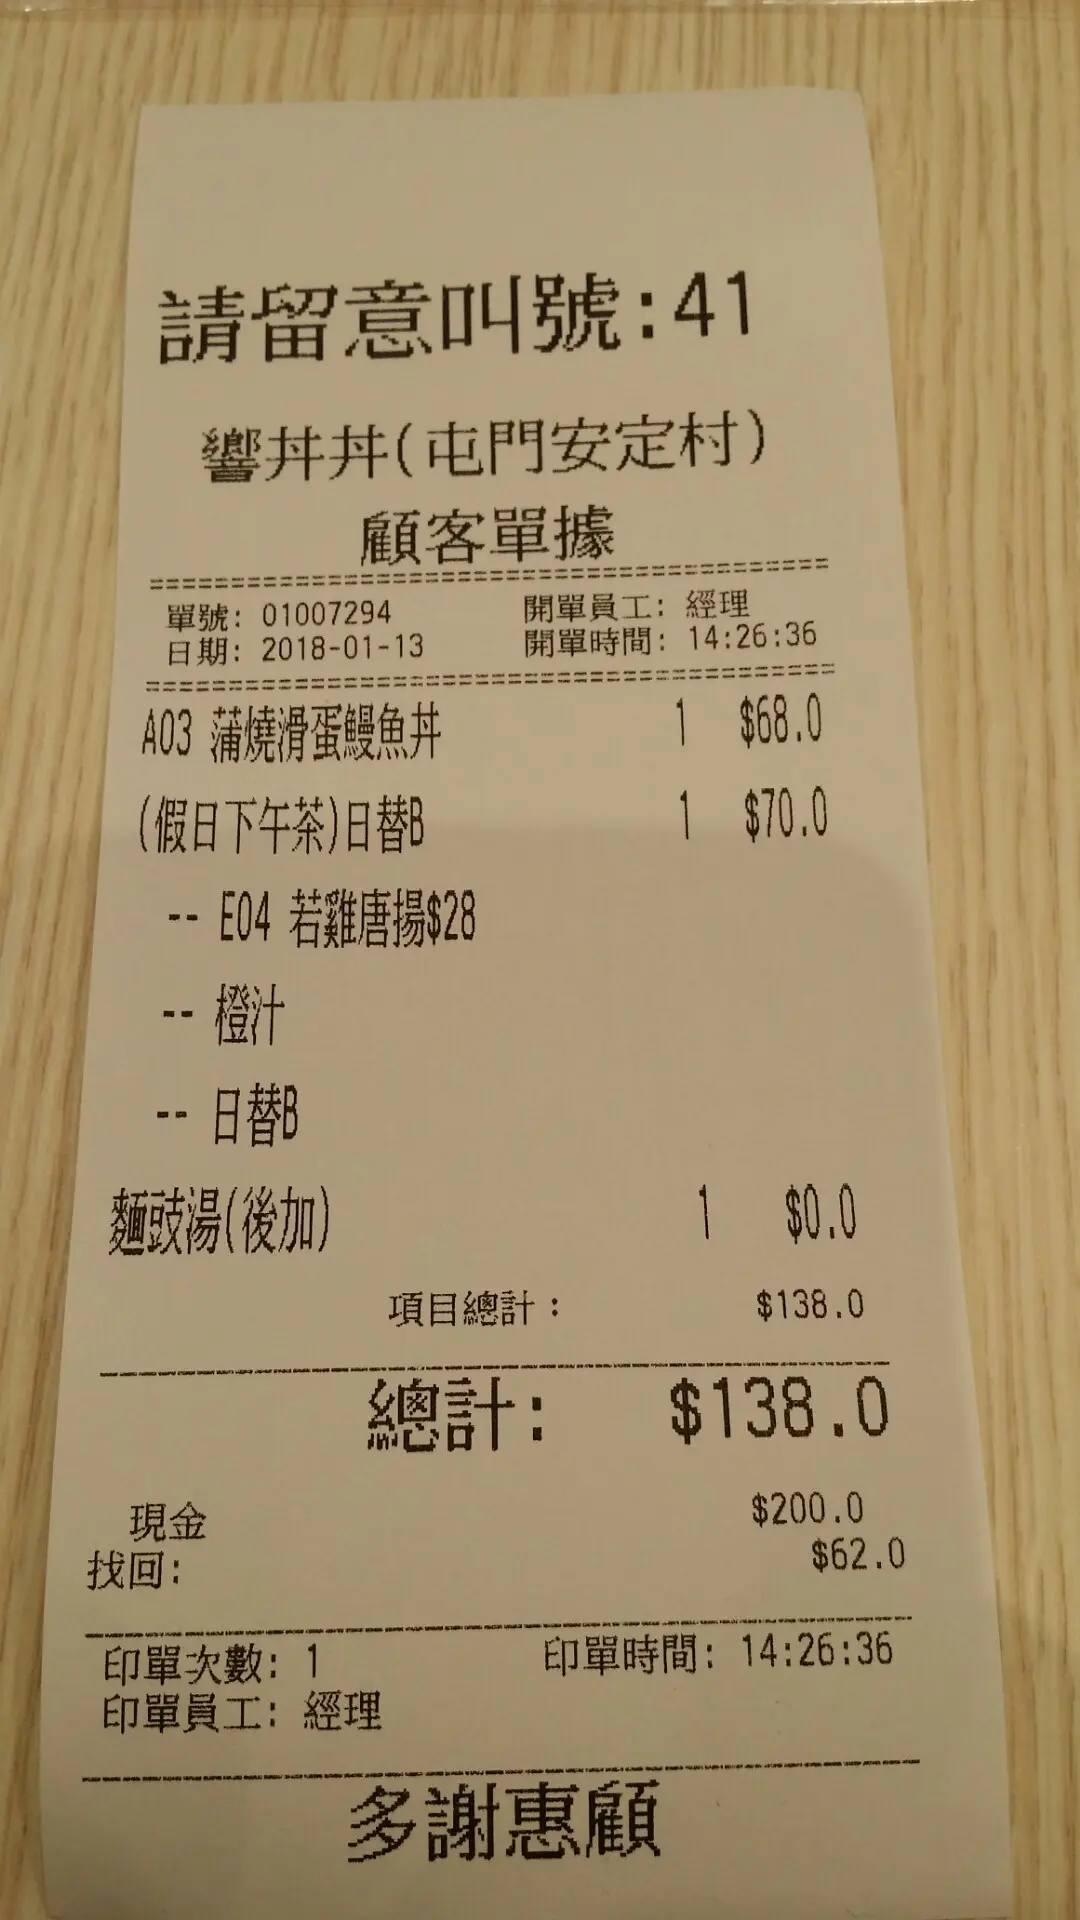 請留意叫號:41
響丼丼(屯門安定村)
顧客單據
單號: 01007294 開單員工: 經理
日期: 2018-01-13 開單時間: 14:26:36
A03 蒲燒滑蛋鰻魚丼 1 $68.0
(假日下午茶)日替B 1 $70.0
-- E04 若雞唐揚$28
-- 橙汁
-- 日替B
麵豉湯(後加) 1 $0.0
項目總計: $138.0
總計: $138.0
現金 $200.0
找回: $62.0
印單次數: 1 印單時間: 14:26:36
印單員工: 經理
多謝惠顧